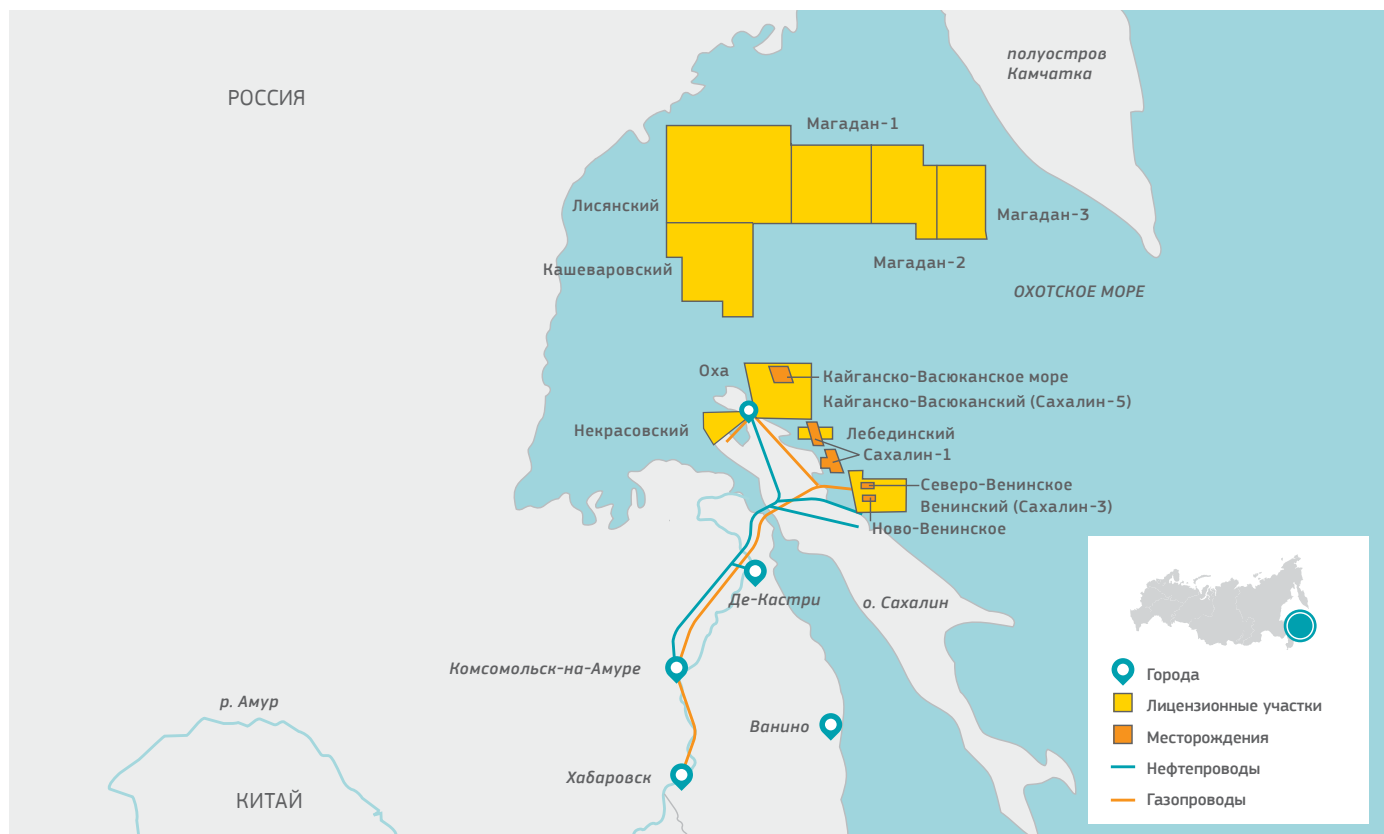 полуостров
Камчатка
РОССИЯ
Магадан-1
Лисянский
Магадан-3
Магадан-2
Кашеваровский
ОХОТСКОЕ МОРЕ
Оха
Кайганско-Васюканское море
Кайганско-Васюканский (Сахалин-5)
Некрасовский
Лебединский
Сахалин-1
Северо-Венинское
Венинский (Сахалин-3)
Ново-Венинское
Де-Кастри
о. Сахалин
Комсомольск-на-Амуре
р. Амур
Ванино
Хабаровск
КИТАЙ
Города
Лицензионные участки
Месторождения
Нефтепроводы
Газопроводы